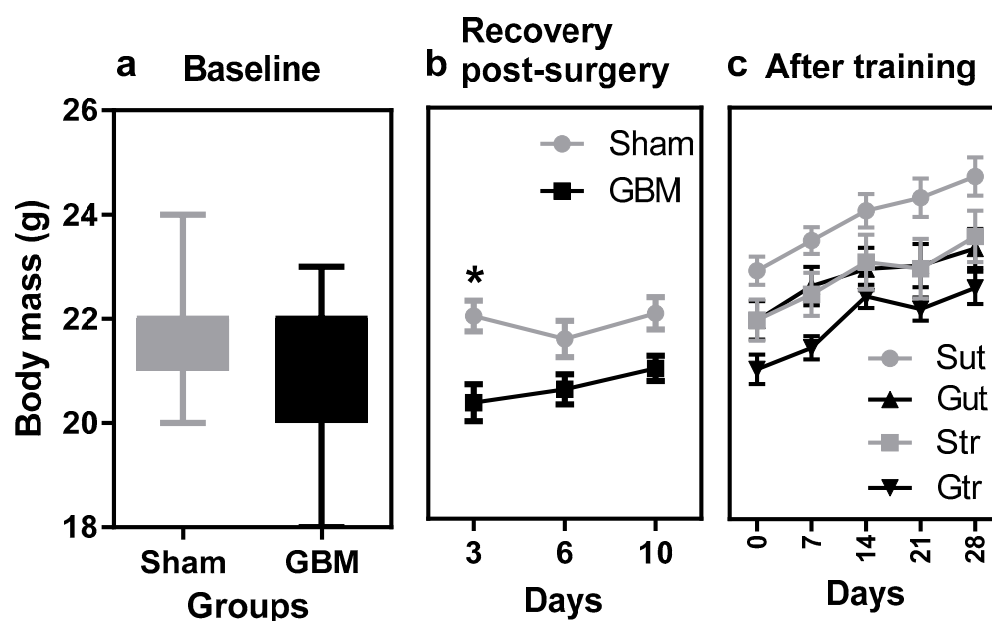 a Baseline
b Recovery
post-surgery
c After training
Body mass (g)
26
24
22
20
18
Sham GBM
Groups
Sham
GBM
*
3 6 10
Days
Sut
Gut
Str
Gtr
0 7 14 21 28
Days